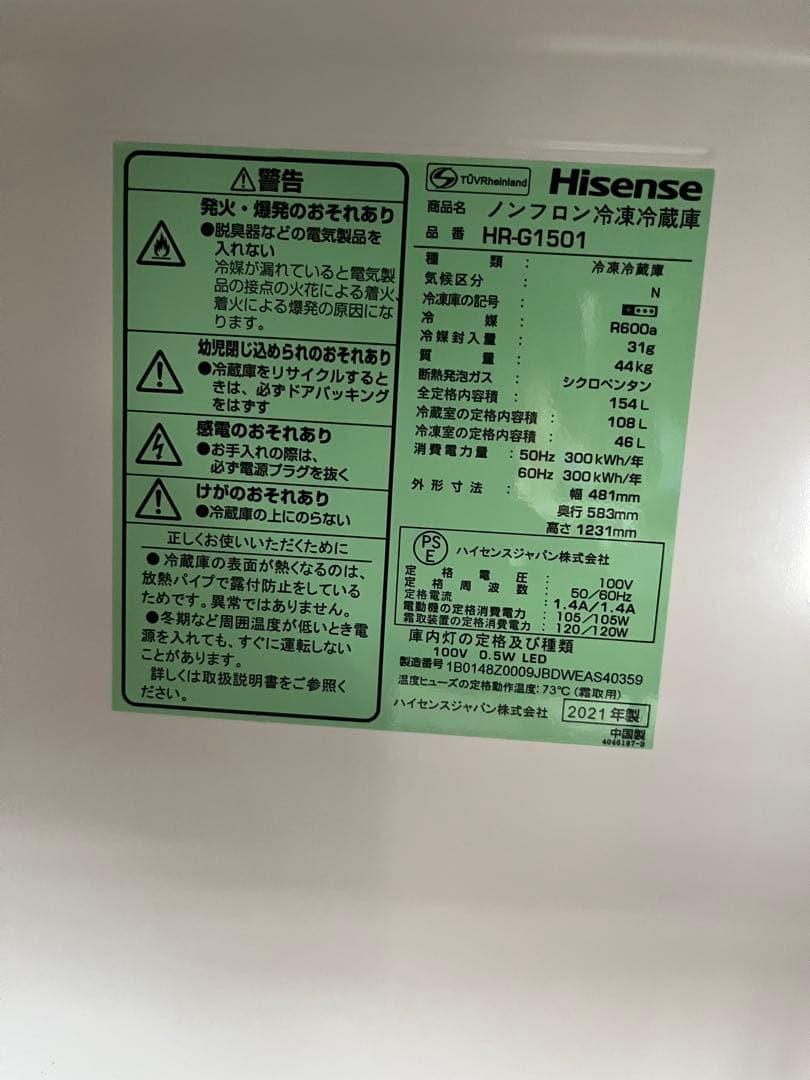 警告
発火・爆発のおそれあり
●脱臭器などの電気製品を
入れない
冷媒が漏れていると電気製
品の接点の火花による着火、
着火による爆発の原因にな
ります。
幼児閉じ込められのおそれあり
●冷蔵庫をリサイクルすると
きは、必ずドアパッキング
をはずす
感電のおそれあり
●お手入れの際は、
必ず電源プラグを抜く
けがのおそれあり
●冷蔵庫の上にのらない
正しくお使いいただくために
●冷蔵庫の表面が熱くなるのは、
放熱パイプで露付防止をしている
ためです。異常ではありません。
●冬期など周囲温度が低いとき電
源を入れても、すぐに運転しない
ことがあります。
詳しくは取扱説明書をご参照く
ださい。
TÜVRheinland Hisense
商品名 ノンフロン冷凍冷蔵庫
品番 HR-G1501
種類 : 冷凍冷蔵庫
気候区分 : N
冷凍庫の記号 :
冷媒 : R600a
冷媒封入量 : 31g
質量 : 44kg
断熱発泡ガス : シクロペンタン
全定格内容積 : 154L
冷蔵室の定格内容積 : 108L
冷凍室の定格内容積 : 46L
消費電力量 : 50Hz 300kWh/年
60Hz 300kWh/年
外形寸法 : 幅 481mm
奥行 583mm
高さ 1231mm
PSE ハイセンスジャパン株式会社
定格電圧 : 100V
定格周波数 : 50/60Hz
定格電流 : 1.4A/1.4A
電動機の定格消費電力 : 105/105W
霜取装置の定格消費電力 : 120/120W
庫内灯の定格及び種類
100V 0.5W LED
製造番号 1B0148Z0009JBDWEAS40359
温度ヒューズの定格動作温度:73℃(霜取用)
ハイセンスジャパン株式会社 2021年製
中国製
4046187-D